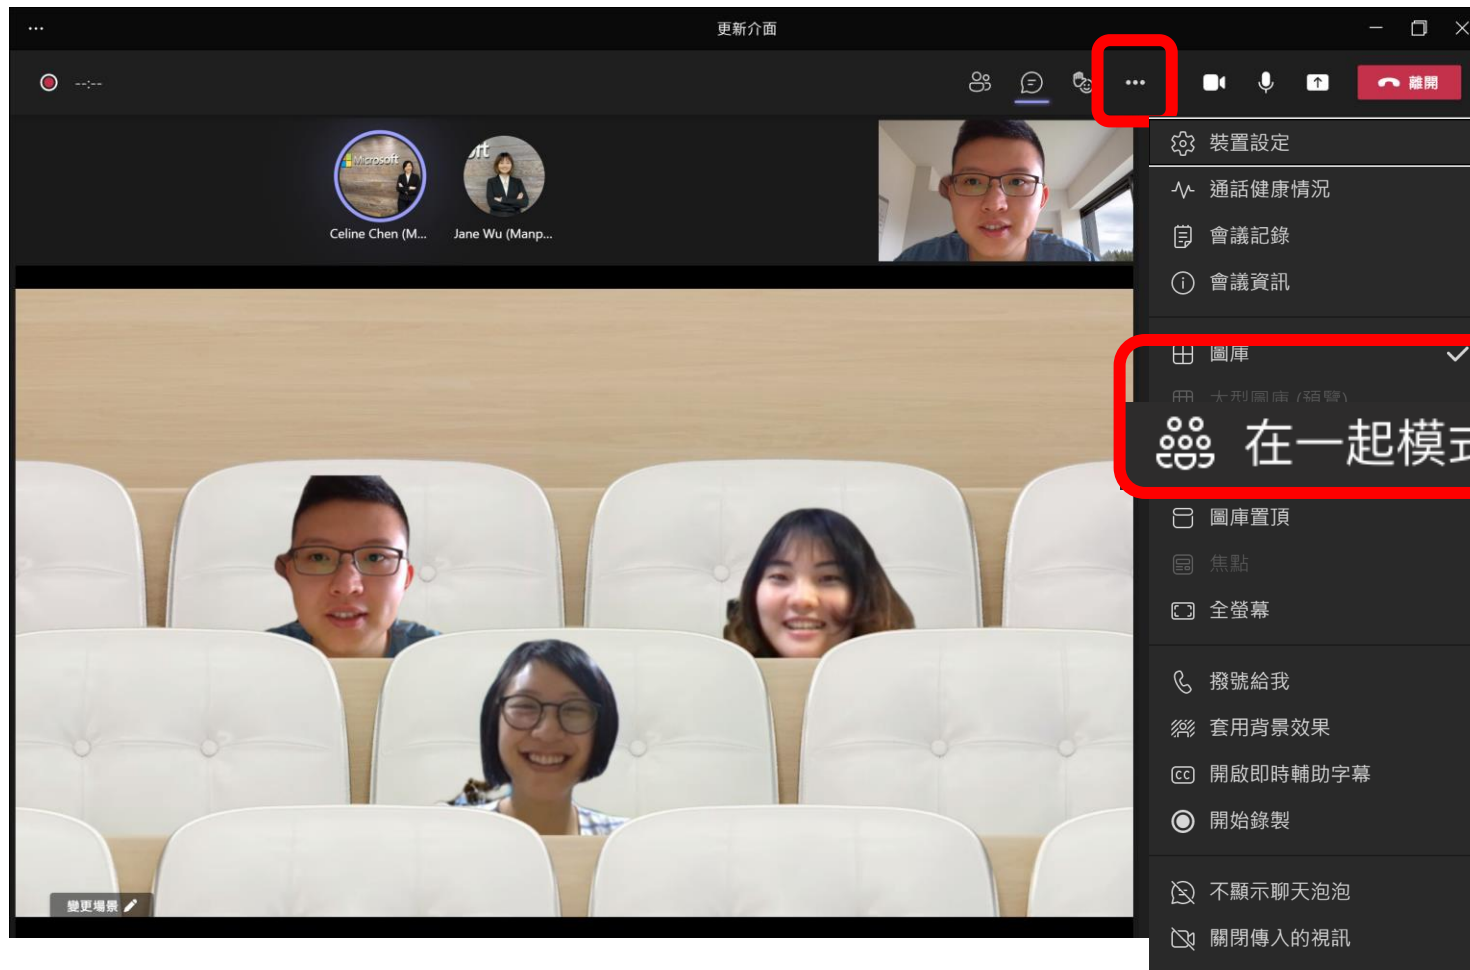 更新介面
--:--
離開
Microsoft
Celine Chen (M...
Jane Wu (Manp...
裝置設定
通話健康情況
會議記錄
會議資訊
圖庫
大型圖庫 (預覽)
在一起模式
圖庫置頂
焦點
全螢幕
撥號給我
套用背景效果
CC 開啟即時輔助字幕
開始錄製
不顯示聊天泡泡
關閉傳入的視訊
變更場景